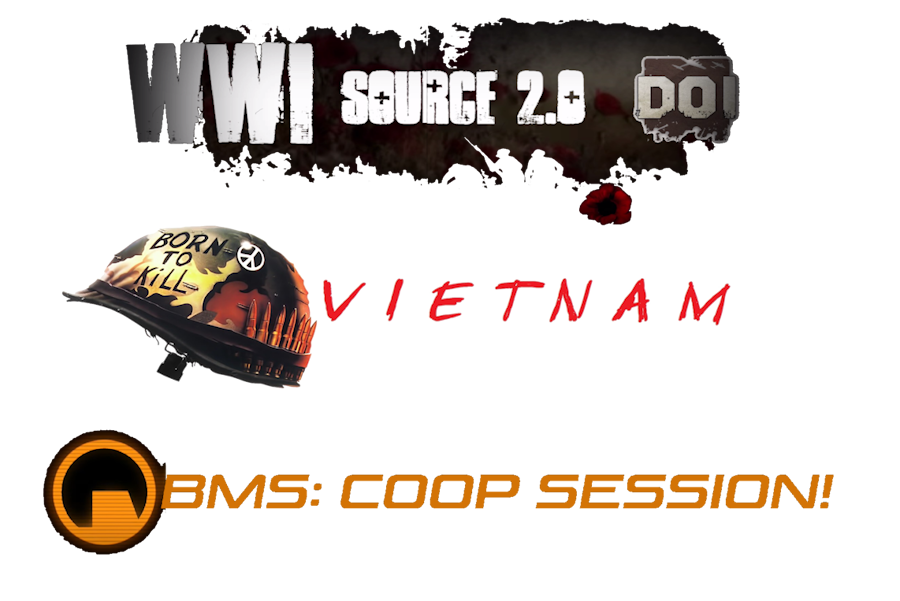 WWI SOURCE 2.0 DOI
BORN
TO
KiLL
VIETNAM
BMS: COOP SESSION!